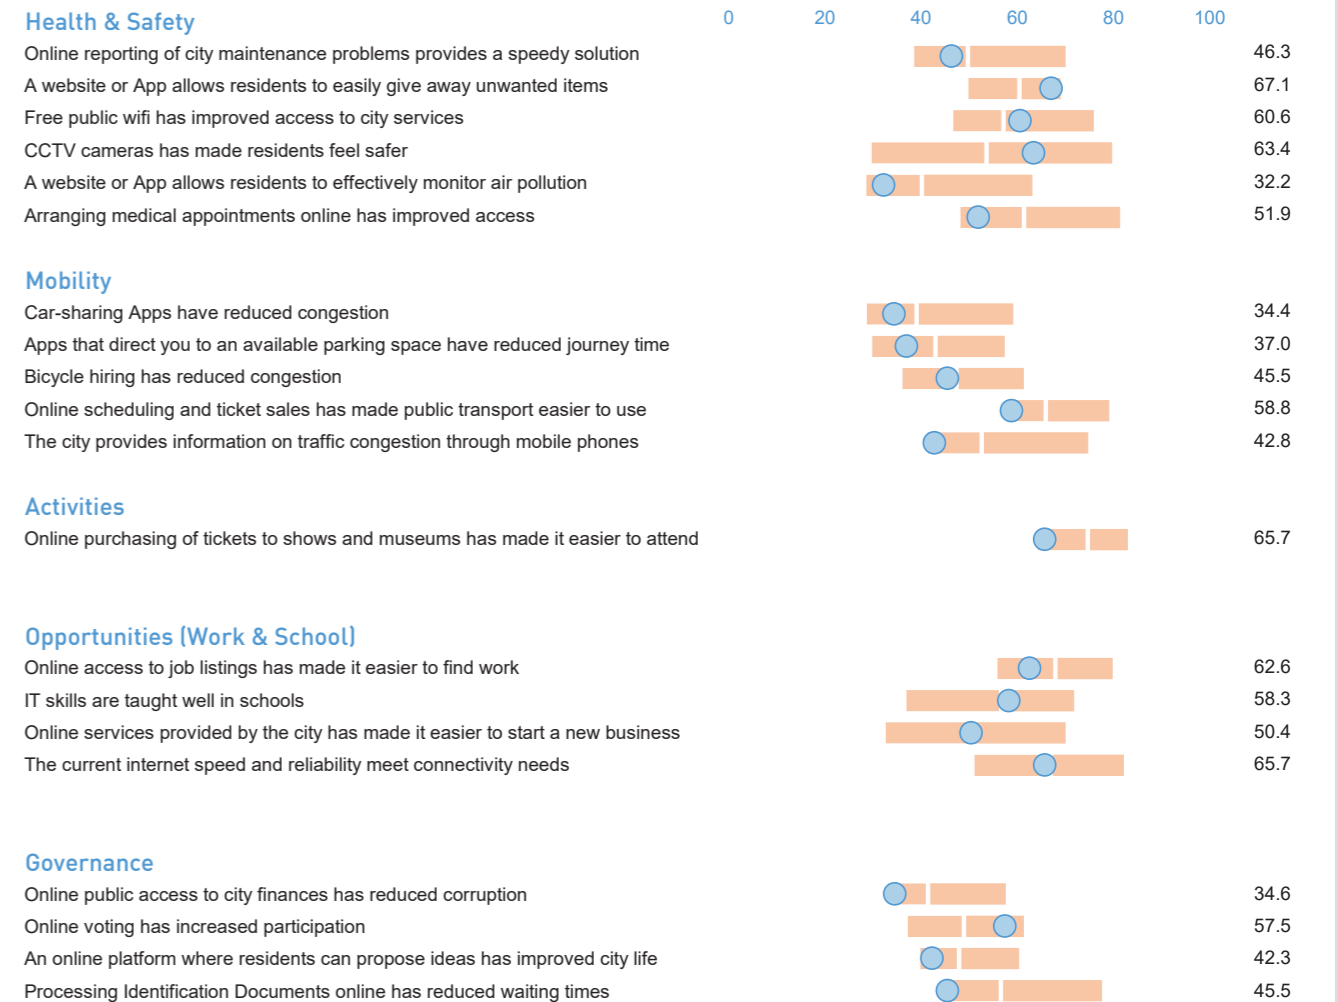 Health & Safety 0 20 40 60 80 100
Online reporting of city maintenance problems provides a speedy solution 46.3
A website or App allows residents to easily give away unwanted items 67.1
Free public wifi has improved access to city services 60.6
CCTV cameras has made residents feel safer 63.4
A website or App allows residents to effectively monitor air pollution 32.2
Arranging medical appointments online has improved access 51.9
Mobility
Car-sharing Apps have reduced congestion 34.4
Apps that direct you to an available parking space have reduced journey time 37.0
Bicycle hiring has reduced congestion 45.5
Online scheduling and ticket sales has made public transport easier to use 58.8
The city provides information on traffic congestion through mobile phones 42.8
Activities
Online purchasing of tickets to shows and museums has made it easier to attend 65.7
Opportunities (Work & School)
Online access to job listings has made it easier to find work 62.6
IT skills are taught well in schools 58.3
Online services provided by the city has made it easier to start a new business 50.4
The current internet speed and reliability meet connectivity needs 65.7
Governance
Online public access to city finances has reduced corruption 34.6
Online voting has increased participation 57.5
An online platform where residents can propose ideas has improved city life 42.3
Processing Identification Documents online has reduced waiting times 45.5